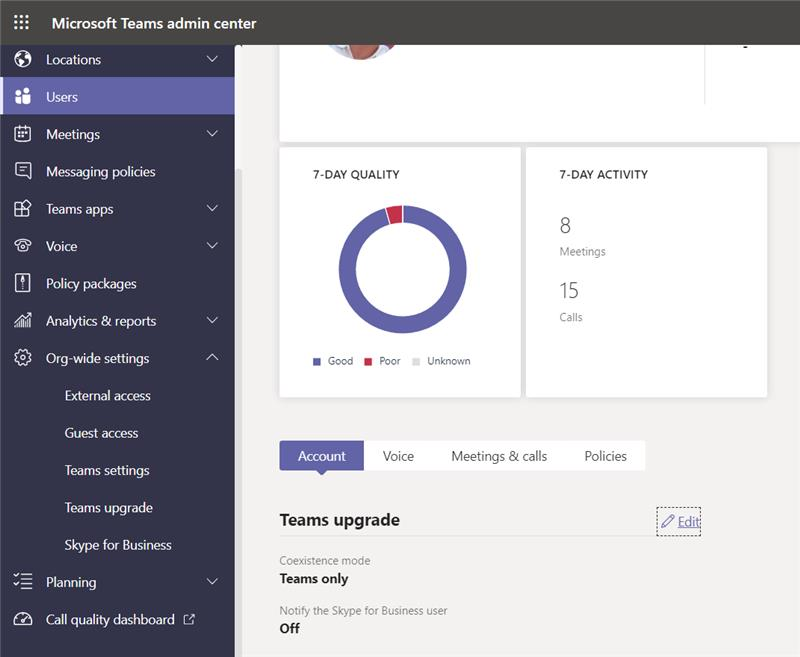 Microsoft Teams admin center
Locations
Users
Meetings
Messaging policies
Teams apps
Voice
Policy packages
Analytics & reports
Org-wide settings
External access
Guest access
Teams settings
Teams upgrade
Skype for Business
Planning
Call quality dashboard
7-DAY QUALITY
Good Poor Unknown
7-DAY ACTIVITY
8
Meetings
15
Calls
Account Voice Meetings & calls Policies
Teams upgrade Edit
Coexistence mode
Teams only
Notify the Skype for Business user
Off